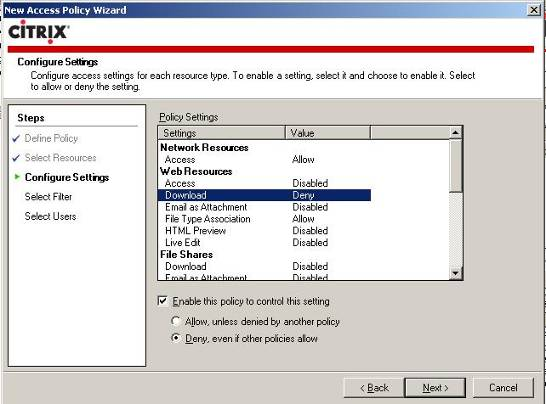 New Access Policy Wizard
CITRIX
Configure Settings
Configure access settings for each resource type. To enable a setting, select it and choose to enable it. Select
to allow or deny the setting.
Steps
Define Policy
Select Resources
Configure Settings
Select Filter
Select Users
Policy Settings
Settings Value
Network Resources
Access Allow
Web Resources
Access Disabled
Download Deny
Email as Attachment Disabled
File Type Association Allow
HTML Preview Disabled
Live Edit Disabled
File Shares
Download Disabled
Email as Attachment Disabled
Enable this policy to control this setting
Allow, unless denied by another policy
Deny, even if other policies allow
< Back Next > Cancel